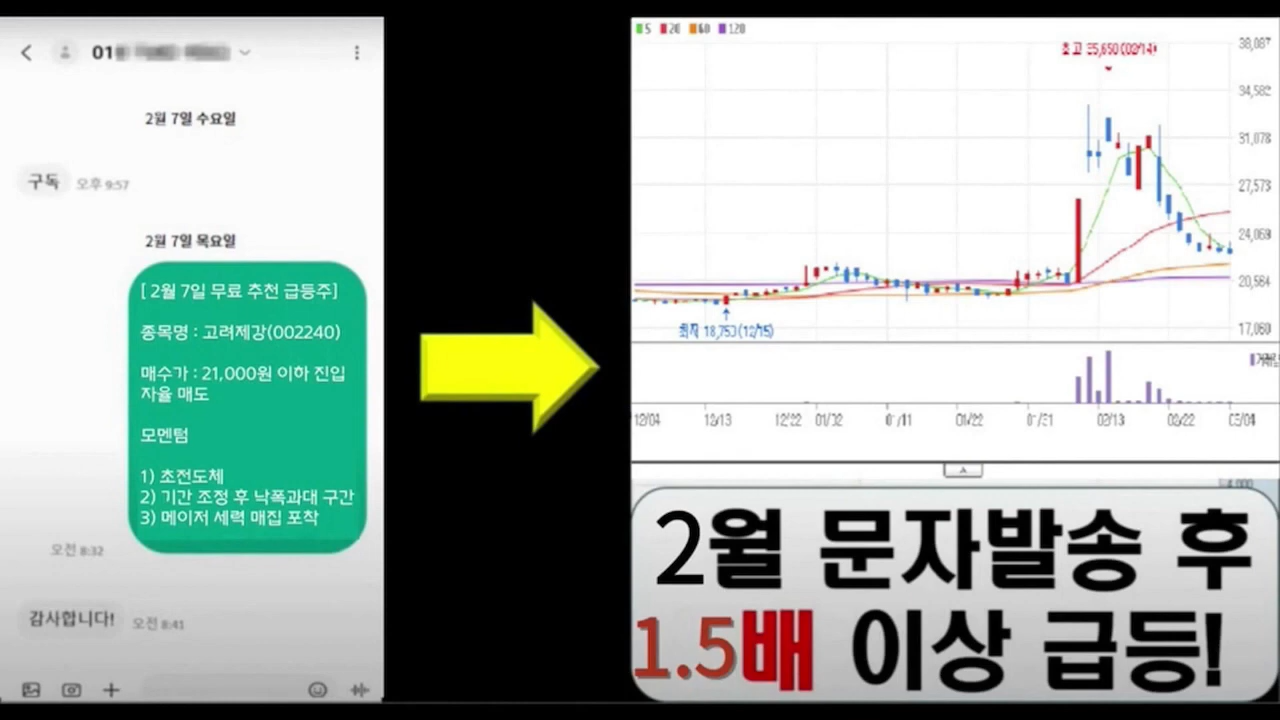 2월 7일 수요일
구독
오후 9:57
2월 7일 목요일
[ 2월 7일 무료 추천 급등주]
종목명 : 고려제강(002240)
매수가 : 21,000원 이하 진입
자율 매도
모멘텀
1) 초전도체
2) 기간 조정 후 낙폭과대 구간
3) 메이저 세력 매집 포착
오전 8:32
감사합니다!
오전 8:41
5 20 60 120
38,087
34,582
31,078
27,573
24,069
20,564
17,060
최저 18,750(12/15)
12/04 12/13 12/22 01/02 01/11 01/22 01/31 02/13 02/22
2월 문자발송 후
1.5배 이상 급등!